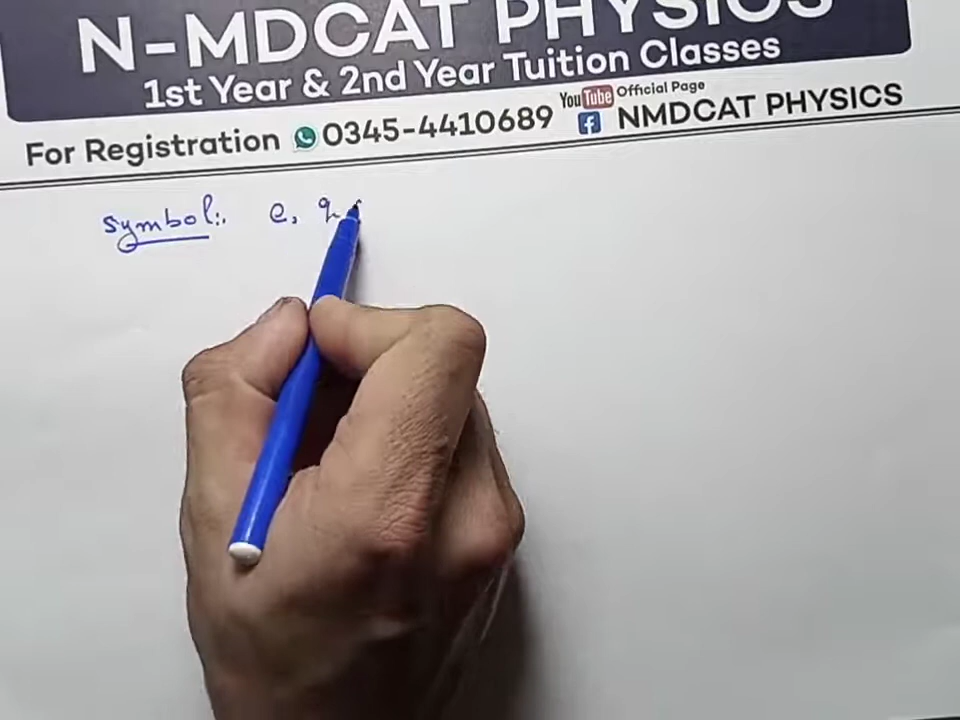 N-MDCAT PHYSICS
1st Year & 2nd Year Tuition Classes
For Registration 0345-4410689 YouTube Official Page NMDCAT PHYSICS
Symbol:. e, q